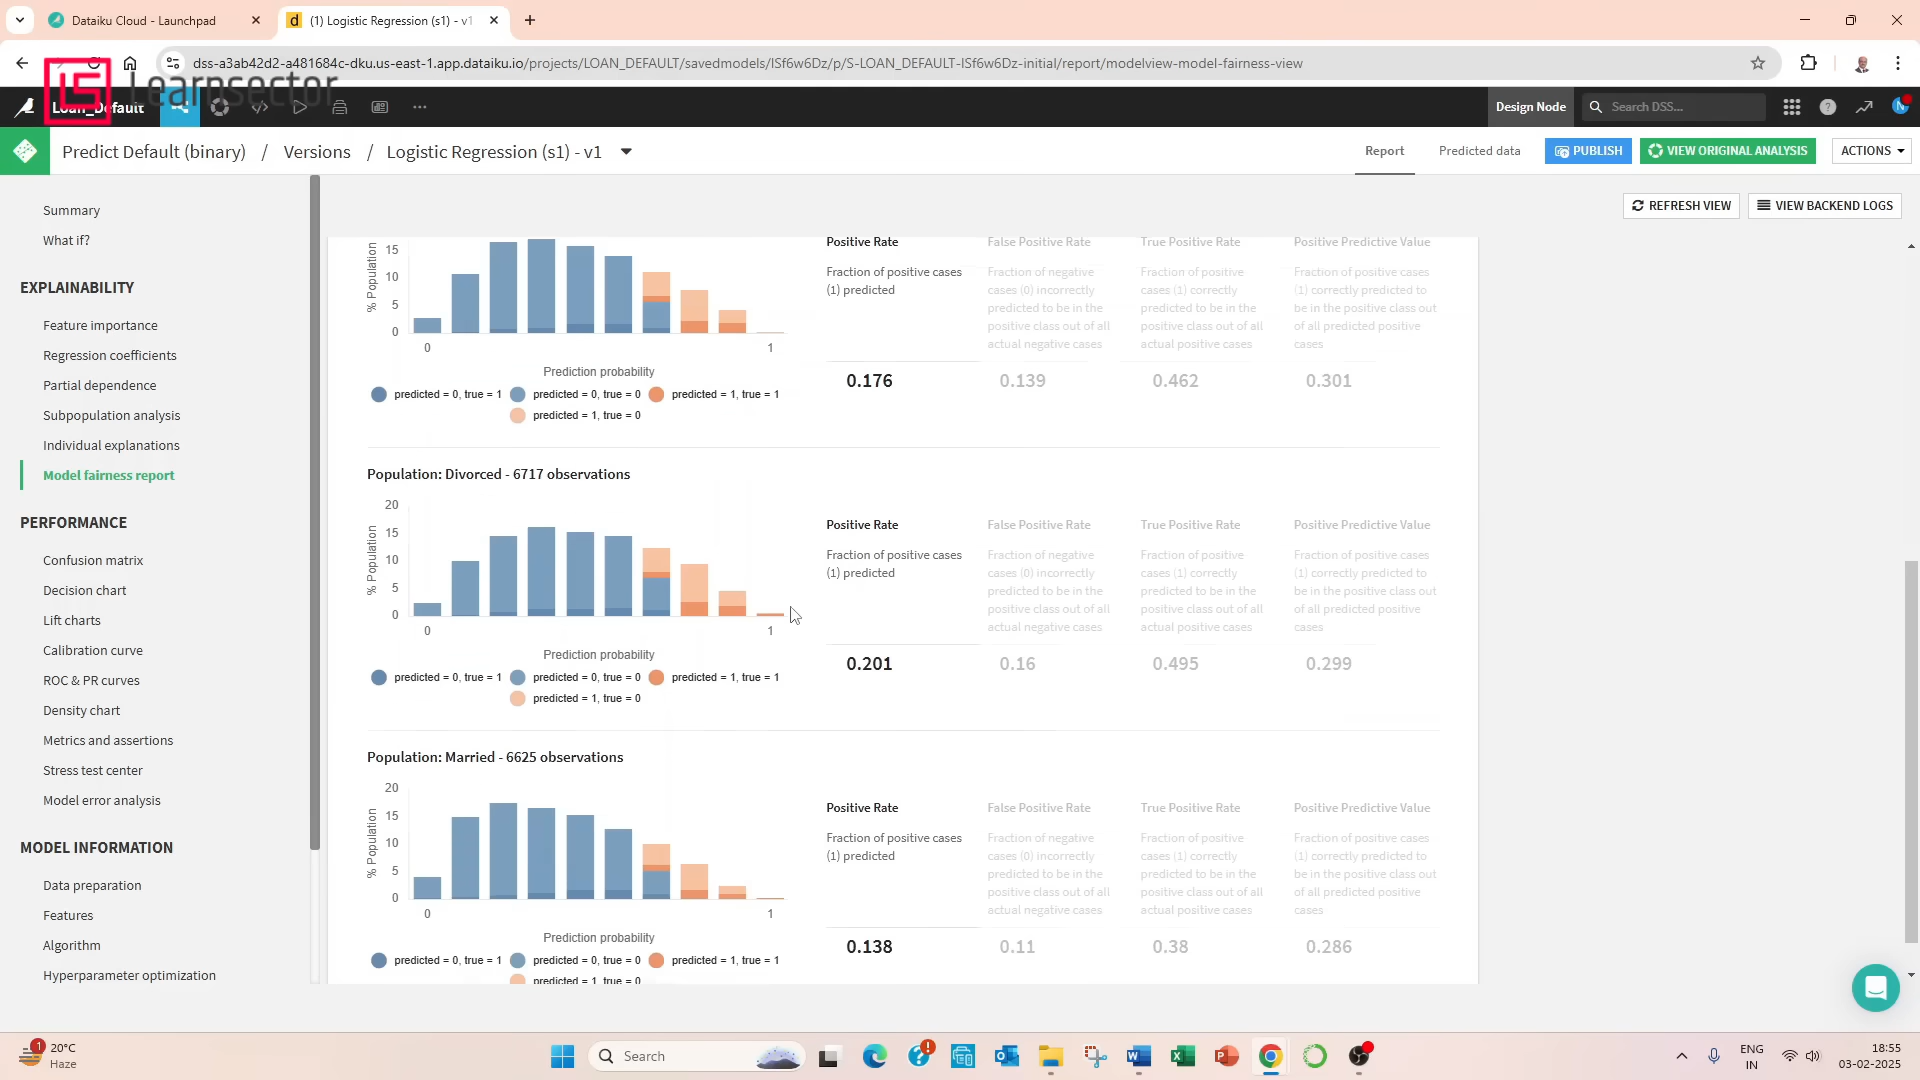 Dataiku Cloud - Launchpad
(1) Logistic Regression (s1) - v1
dss-a3ab42d2-a481684c-dku.us-east-1.app.dataiku.io/projects/LOAN_DEFAULT/savedmodels/lSf6w6Dz/p/S-LOAN_DEFAULT-lSf6w6Dz-initial/report/modelview-model-fairness-view
Learnsector
Loan_Default
Design Node
Search DSS...
Predict Default (binary) / Versions / Logistic Regression (s1) - v1
Report
Predicted data
PUBLISH
VIEW ORIGINAL ANALYSIS
ACTIONS
REFRESH VIEW
VIEW BACKEND LOGS
Summary
What if?
EXPLAINABILITY
Feature importance
Regression coefficients
Partial dependence
Subpopulation analysis
Individual explanations
Model fairness report
PERFORMANCE
Confusion matrix
Decision chart
Lift charts
Calibration curve
ROC & PR curves
Density chart
Metrics and assertions
Stress test center
Model error analysis
MODEL INFORMATION
Data preparation
Features
Algorithm
Hyperparameter optimization
% Population
15
10
5
0
0
1
Prediction probability
predicted = 0, true = 1
predicted = 0, true = 0
predicted = 1, true = 1
predicted = 1, true = 0
Positive Rate
Fraction of positive cases
(1) predicted
0.176
False Positive Rate
Fraction of negative
cases (0) incorrectly
predicted to be in the
positive class out of all
actual negative cases
0.139
True Positive Rate
Fraction of positive
cases (1) correctly
predicted to be in the
positive class out of all
actual positive cases
0.462
Positive Predictive Value
Fraction of positive cases
(1) correctly predicted to
be in the positive class out
of all predicted positive
cases
0.301
Population: Divorced - 6717 observations
% Population
20
15
10
5
0
0
1
Prediction probability
predicted = 0, true = 1
predicted = 0, true = 0
predicted = 1, true = 1
predicted = 1, true = 0
Positive Rate
Fraction of positive cases
(1) predicted
0.201
False Positive Rate
Fraction of negative
cases (0) incorrectly
predicted to be in the
positive class out of all
actual negative cases
0.16
True Positive Rate
Fraction of positive
cases (1) correctly
predicted to be in the
positive class out of all
actual positive cases
0.495
Positive Predictive Value
Fraction of positive cases
(1) correctly predicted to
be in the positive class out
of all predicted positive
cases
0.299
Population: Married - 6625 observations
% Population
20
15
10
5
0
0
1
Prediction probability
predicted = 0, true = 1
predicted = 0, true = 0
predicted = 1, true = 1
predicted = 1, true = 0
Positive Rate
Fraction of positive cases
(1) predicted
0.138
False Positive Rate
Fraction of negative
cases (0) incorrectly
predicted to be in the
positive class out of all
actual negative cases
0.11
True Positive Rate
Fraction of positive
cases (1) correctly
predicted to be in the
positive class out of all
actual positive cases
0.38
Positive Predictive Value
Fraction of positive cases
(1) correctly predicted to
be in the positive class out
of all predicted positive
cases
0.286
1
20°C
Haze
Search
ENG
IN
18:55
03-02-2025